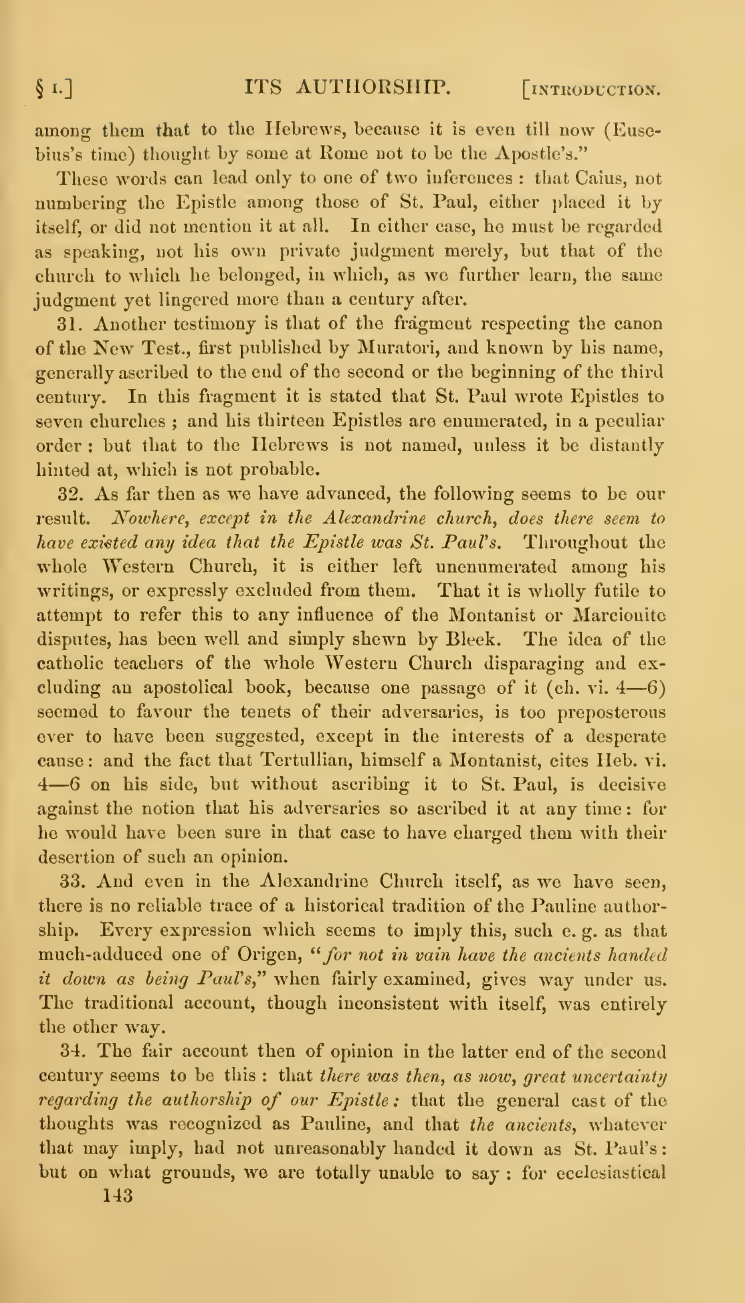 § 1.] ITS AUTHORSHIP. [INTRODUCTION.
among them that to the Hebrews, because it is even till now (Euse-
bius's time) thought by some at Rome not to be the Apostle's."
These words can lead only to one of two inferences : that Caius, not
numbering the Epistle among those of St. Paul, either placed it by
itself, or did not mention it at all. In either case, he must be regarded
as speaking, not his own private judgment merely, but that of the
church to which he belonged, in which, as we further learn, the same
judgment yet lingered more than a century after.
31. Another testimony is that of the fragment respecting the canon
of the New Test., first published by Muratori, and known by his name,
generally ascribed to the end of the second or the beginning of the third
century. In this fragment it is stated that St. Paul wrote Epistles to
seven churches ; and his thirteen Epistles are enumerated, in a peculiar
order : but that to the Hebrews is not named, unless it be distantly
hinted at, which is not probable.
32. As far then as we have advanced, the following seems to be our
result. Nowhere, except in the Alexandrine church, does there seem to
have existed any idea that the Epistle was St. Paul's. Throughout the
whole Western Church, it is either left unenumerated among his
writings, or expressly excluded from them. That it is wholly futile to
attempt to refer this to any influence of the Montanist or Marcionite
disputes, has been well and simply shewn by Bleek. The idea of the
catholic teachers of the whole Western Church disparaging and ex-
cluding an apostolical book, because one passage of it (ch. vi. 4—6)
seemed to favour the tenets of their adversaries, is too preposterous
ever to have been suggested, except in the interests of a desperate
cause : and the fact that Tertullian, himself a Montanist, cites Heb. vi.
4—6 on his side, but without ascribing it to St. Paul, is decisive
against the notion that his adversaries so ascribed it at any time : for
he would have been sure in that case to have charged them with their
desertion of such an opinion.
33. And even in the Alexandrine Church itself, as we have seen,
there is no reliable trace of a historical tradition of the Pauline author-
ship. Every expression which seems to imply this, such e. g. as that
much-adduced one of Origen, "for not in vain have the ancients handed
it down as being Paul's," when fairly examined, gives way under us.
The traditional account, though inconsistent with itself, was entirely
the other way.
34. The fair account then of opinion in the latter end of the second
century seems to be this : that there was then, as now, great uncertainty
regarding the authorship of our Epistle : that the general cast of the
thoughts was recognized as Pauline, and that the ancients, whatever
that may imply, had not unreasonably handed it down as St. Paul's :
but on what grounds, we are totally unable to say : for ecclesiastical
143